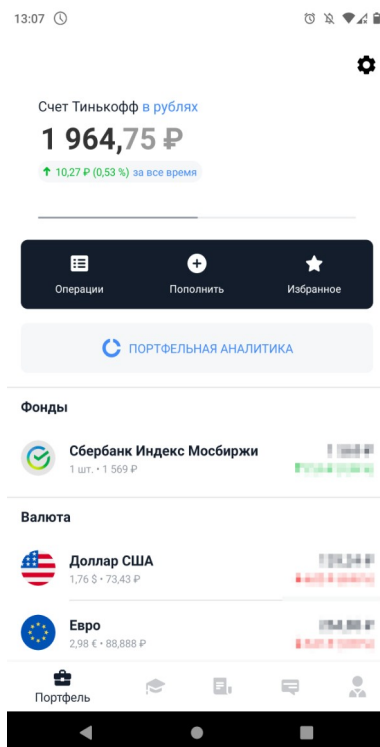 13:07
Счет Тинькофф в рублях
1 964,75 ₽
10,27 ₽ (0,53 %) за все время
Операции Пополнить Избранное
ПОРТФЕЛЬНАЯ АНАЛИТИКА
Фонды
Сбербанк Индекс Мосбиржи
1 шт. • 1 569 ₽
Валюта
Доллар США
1,76 $ • 73,43 ₽
Евро
2,98 € • 88,888 ₽
Портфель